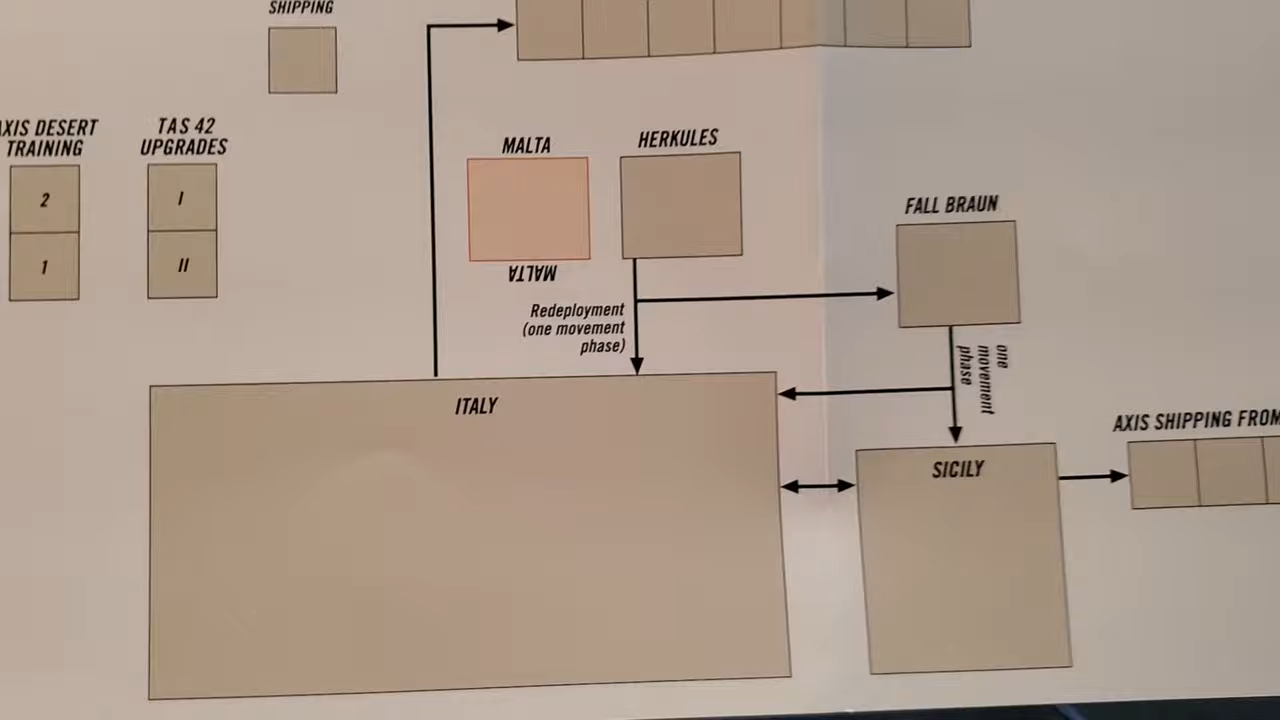 SHIPPING
AXIS DESERT
TRAINING
2
1
TAS 42
UPGRADES
I
II
MALTA
MALTA
HERKULES
Redeployment
(one movement
phase)
FALL BRAUN
one
movement
phase
ITALY
SICILY
AXIS SHIPPING FROM